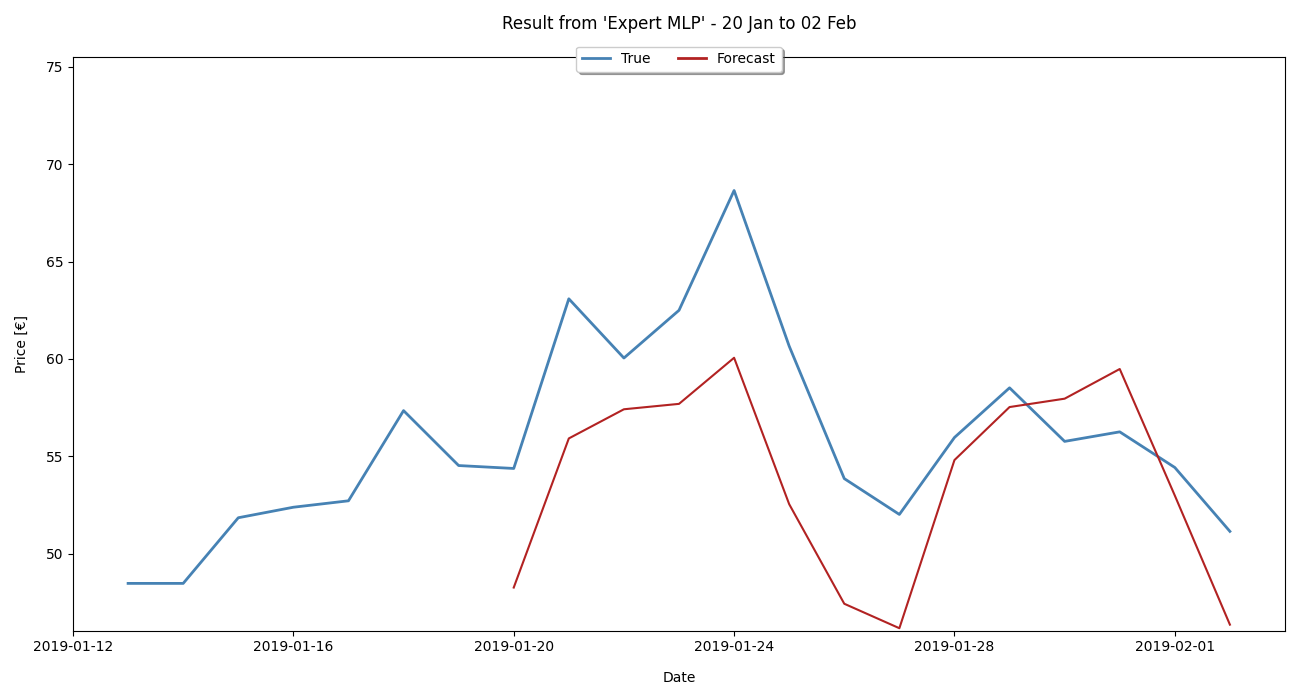 Result from 'Expert MLP' - 20 Jan to 02 Feb
True Forecast
75
70
65
60
55
50
Price [€]
2019-01-12 2019-01-16 2019-01-20 2019-01-24 2019-01-28 2019-02-01
Date